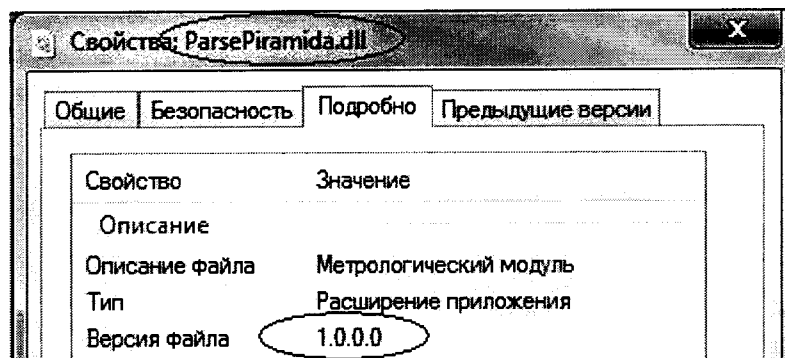 Свойства: ParsePiramida.dll
Общие Безопасность Подробно Предыдущие версии
Свойство Значение
Описание
Описание файла Метрологический модуль
Тип Расширение приложения
Версия файла 1.0.0.0